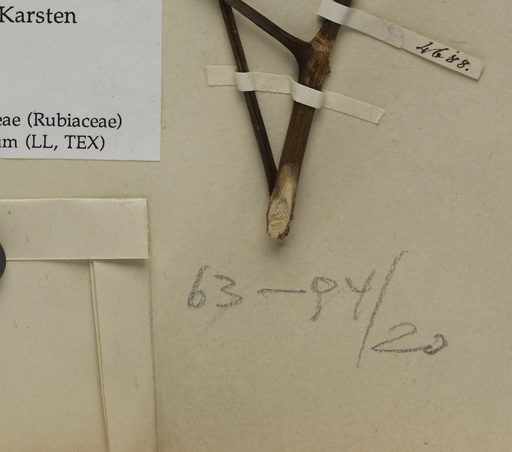 Karsten
4688.
eae (Rubiaceae)
um (LL, TEX)
63-94/20